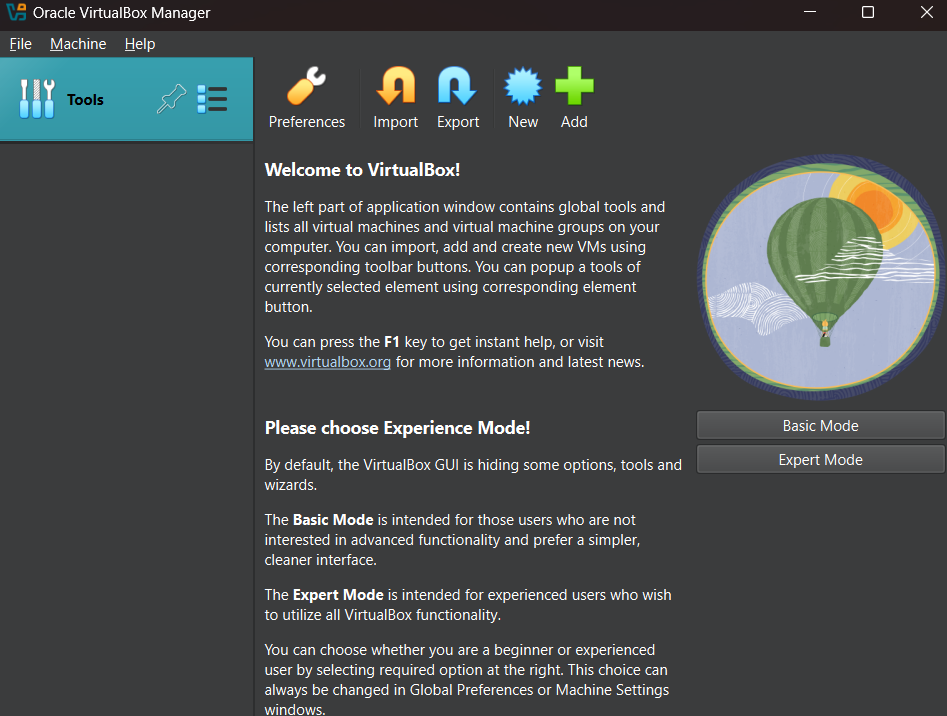 Oracle VirtualBox Manager
File Machine Help
Tools
Preferences Import Export New Add
Welcome to VirtualBox!
The left part of application window contains global tools and
lists all virtual machines and virtual machine groups on your
computer. You can import, add and create new VMs using
corresponding toolbar buttons. You can popup a tools of
currently selected element using corresponding element
button.
You can press the F1 key to get instant help, or visit
www.virtualbox.org for more information and latest news.
Please choose Experience Mode!
By default, the VirtualBox GUI is hiding some options, tools and
wizards.
The Basic Mode is intended for those users who are not
interested in advanced functionality and prefer a simpler,
cleaner interface.
The Expert Mode is intended for experienced users who wish
to utilize all VirtualBox functionality.
You can choose whether you are a beginner or experienced
user by selecting required option at the right. This choice can
always be changed in Global Preferences or Machine Settings
windows.
Basic Mode
Expert Mode